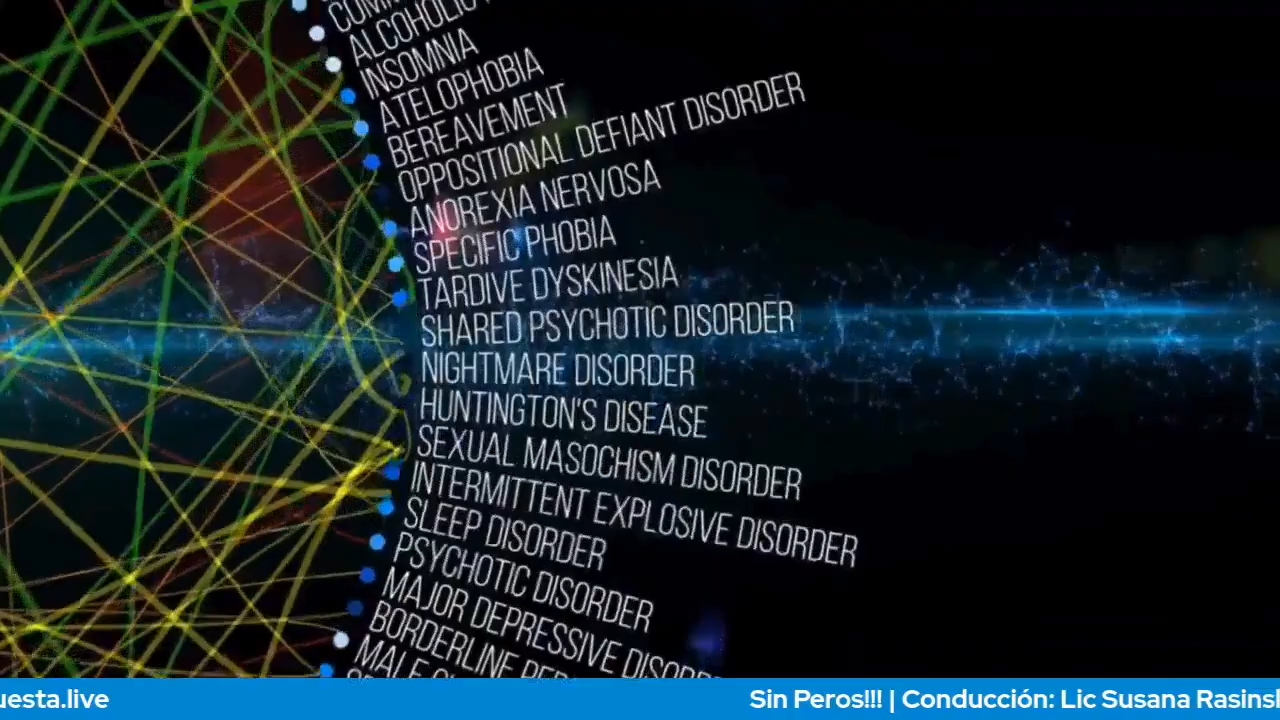 INSOMNIA
ATELOPHOBIA
BEREAVEMENT
OPPOSITIONAL DEFIANT DISORDER
ANOREXIA NERVOSA
SPECIFIC PHOBIA
TARDIVE DYSKINESIA
SHARED PSYCHOTIC DISORDER
NIGHTMARE DISORDER
HUNTINGTON'S DISEASE
SEXUAL MASOCHISM DISORDER
INTERMITTENT EXPLOSIVE DISORDER
SLEEP DISORDER
PSYCHOTIC DISORDER
MAJOR DEPRESSIVE
BORDERLINE
MALE
uesta.live
Sin Peros!!! | Conducción: Lic Susana Rasinsk